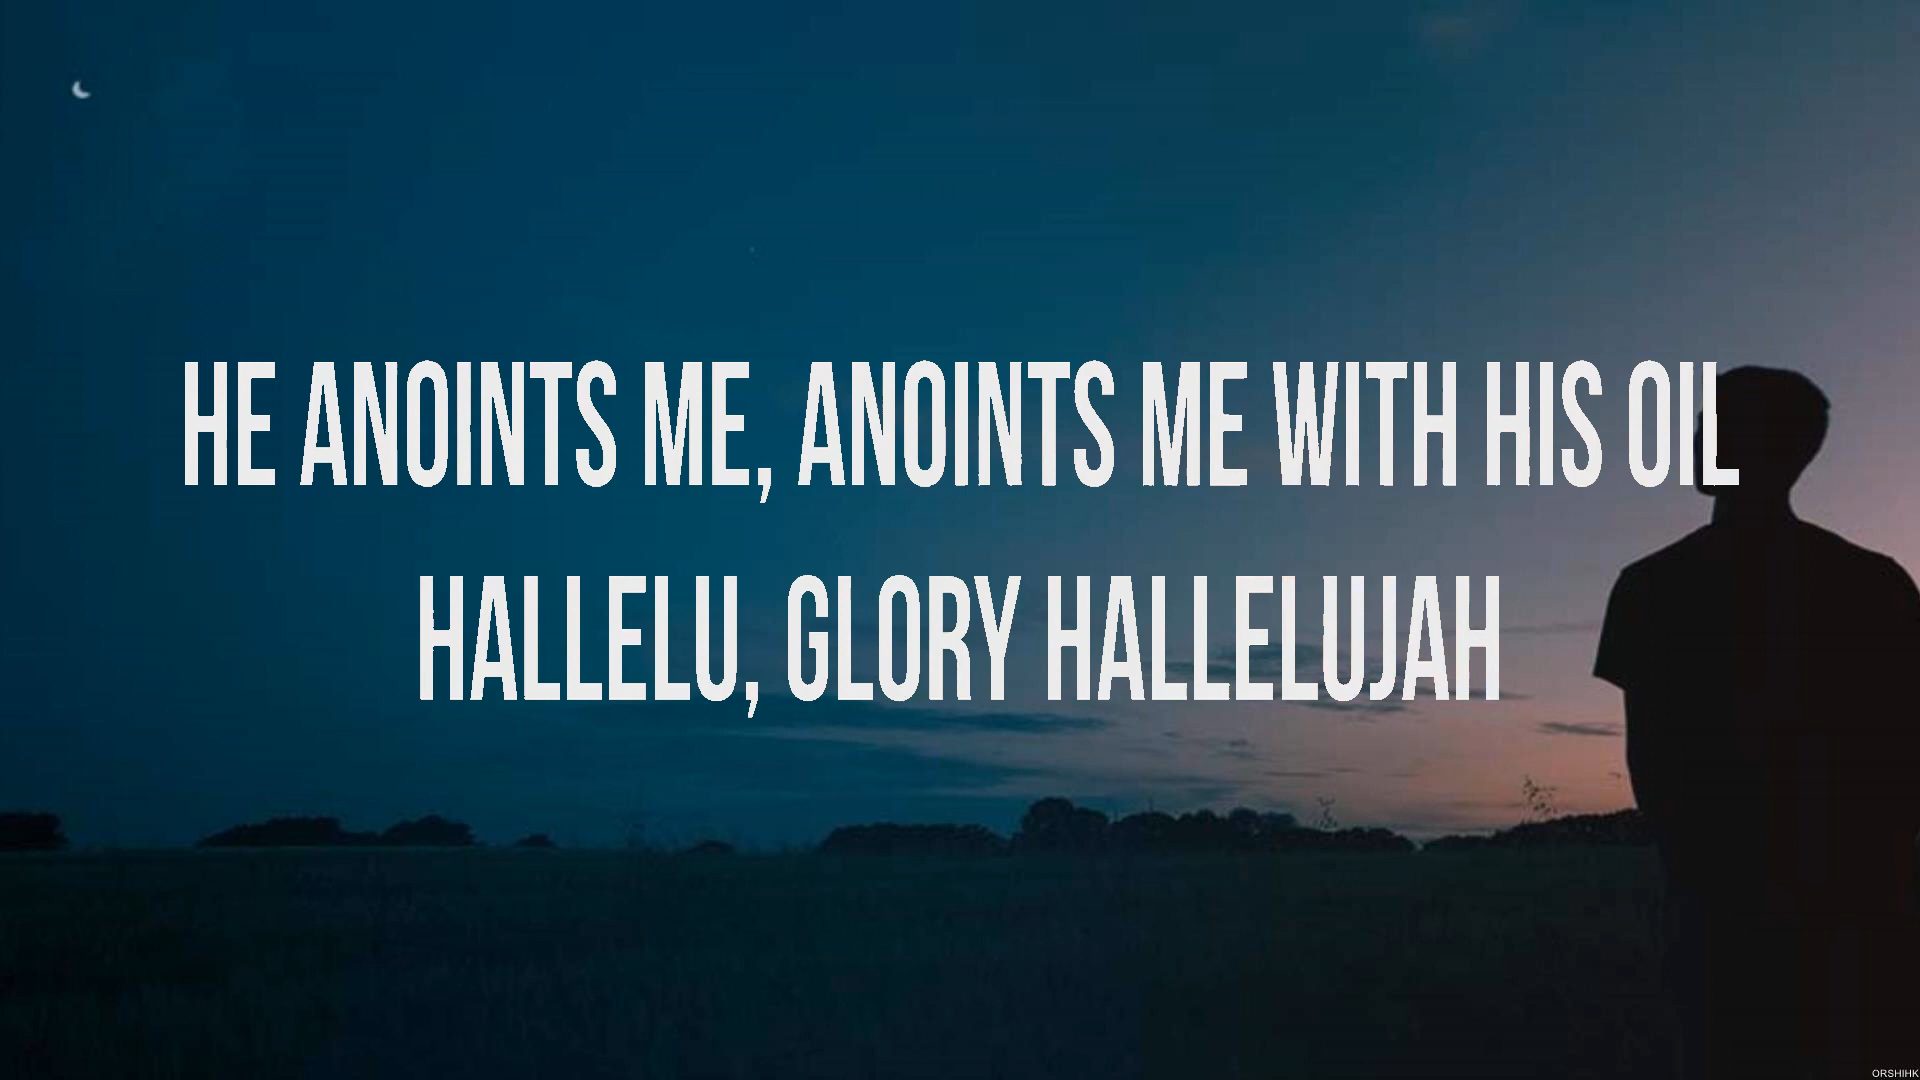 HE ANOINTS ME, ANOINTS ME WITH HIS OIL
HALLELU, GLORY HALLELUJAH
ORSHIHK